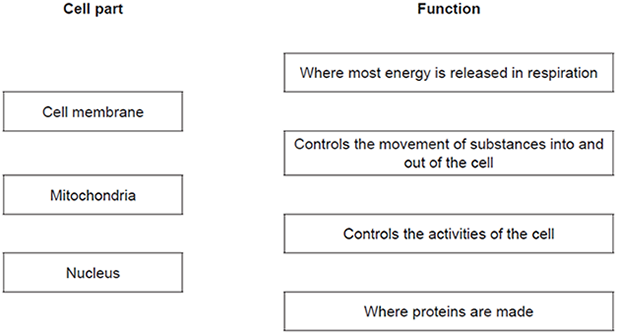 Cell part
Function
Where most energy is released in respiration
Cell membrane
Controls the movement of substances into and
out of the cell
Mitochondria
Controls the activities of the cell
Nucleus
Where proteins are made